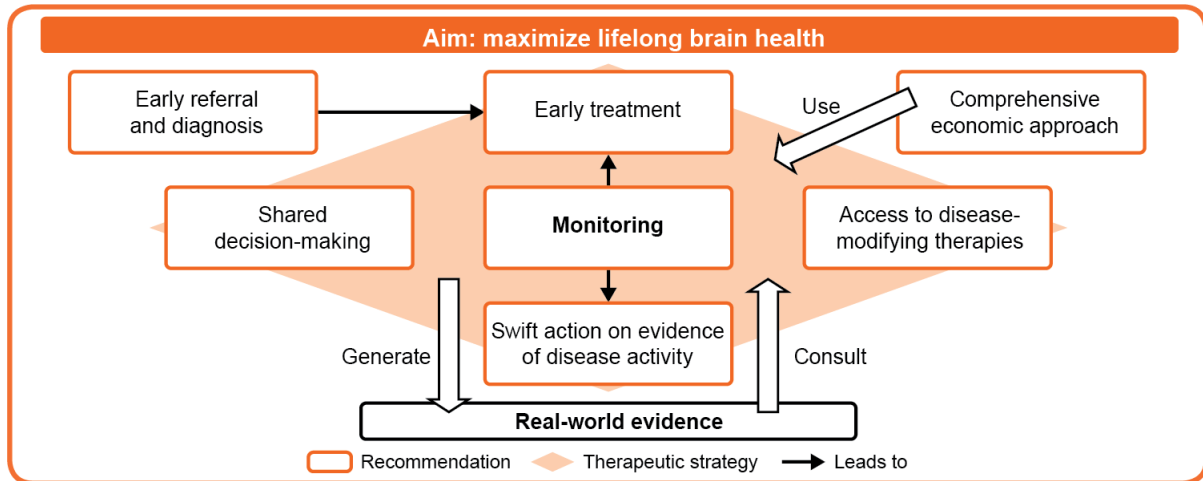 Aim: maximize lifelong brain health
Early referral
and diagnosis
Early treatment
Use
Comprehensive
economic approach
Shared
decision-making
Monitoring
Access to disease-
modifying therapies
Swift action on evidence
of disease activity
Generate
Consult
Real-world evidence
Recommendation
Therapeutic strategy
Leads to